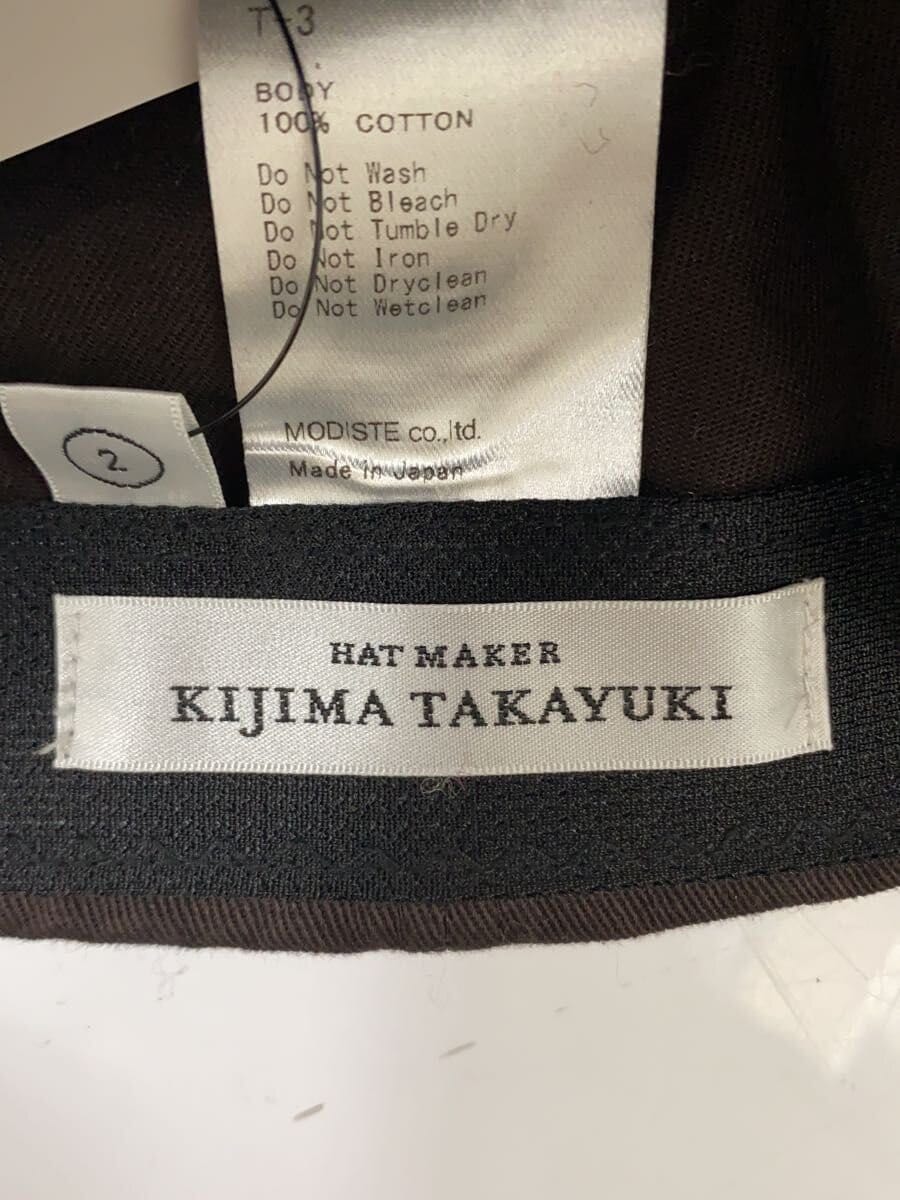 T-3
BODY
100% COTTON
Do Not Wash
Do Not Bleach
Do Not Tumble Dry
Do Not Iron
Do Not Dryclean
Do Not Wetclean
MODISTE co.,ltd.
Made in Japan
2
HAT MAKER
KIJIMA TAKAYUKI